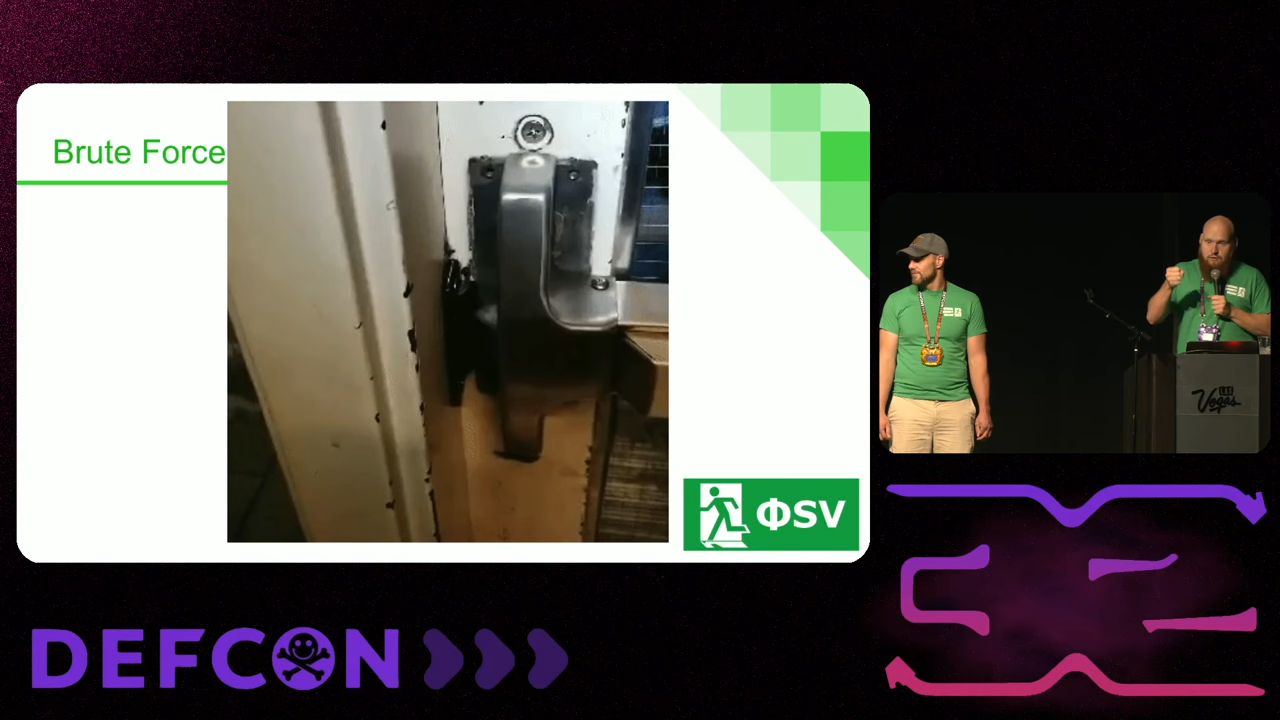 Brute Force
ΦSV
LAS
Vegas
DEFCON